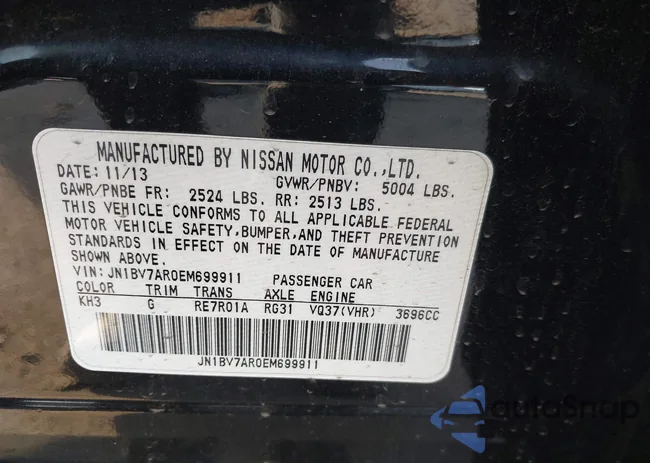 MANUFACTURED BY NISSAN MOTOR CO.,LTD.
DATE: 11/13 GVWR/PNBV: 5004 LBS.
GAWR/PNBE FR: 2524 LBS. RR: 2513 LBS.
THIS VEHICLE CONFORMS TO ALL APPLICABLE FEDERAL
MOTOR VEHICLE SAFETY,BUMPER,AND THEFT PREVENTION
STANDARDS IN EFFECT ON THE DATE OF MANUFACTURE
SHOWN ABOVE.
VIN: JN1BV7AR0EM699911 PASSENGER CAR
COLOR TRIM TRANS AXLE ENGINE
KH3 G RE7R01A RG31 VQ37(VHR) 3696CC
JN1BV7AR0EM699911
autoSnap